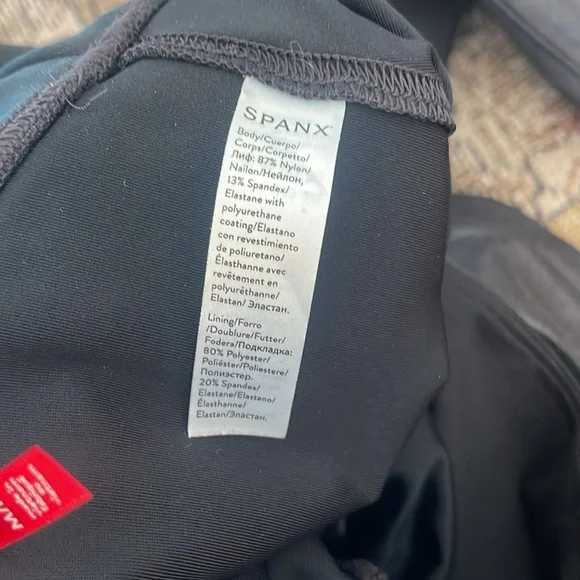 SPANX®
Body/Cuerpo/
Corps/Corpetto/
Лиф: 87% Nylon/
Nailon/Нейлон,
13% Spandex/
Elastane with
polyurethane
coating/Elastano
con revestimiento
de poliuretano/
Élasthanne avec
revêtement en
polyuréthanne/
Elastan/ Эластан.
Lining/Forro
/Doublure/Futter/
Fodera/Подкладка:
80% Polyester/
Poliéster/Poliestere/
Полиэстер.
20% Spandex/
Elastane/Elastano/
Élasthanne/
Elastan/Эластан.
M/